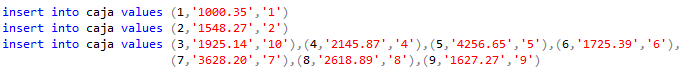 insert into caja values (1,'1000.35','1')
insert into caja values (2,'1548.27','2')
insert into caja values (3,'1925.14','10'),(4,'2145.87','4'),(5,'4256.65','5'),(6,'1725.39','6'),
(7,'3628.20','7'),(8,'2618.89','8'),(9,'1627.27','9')